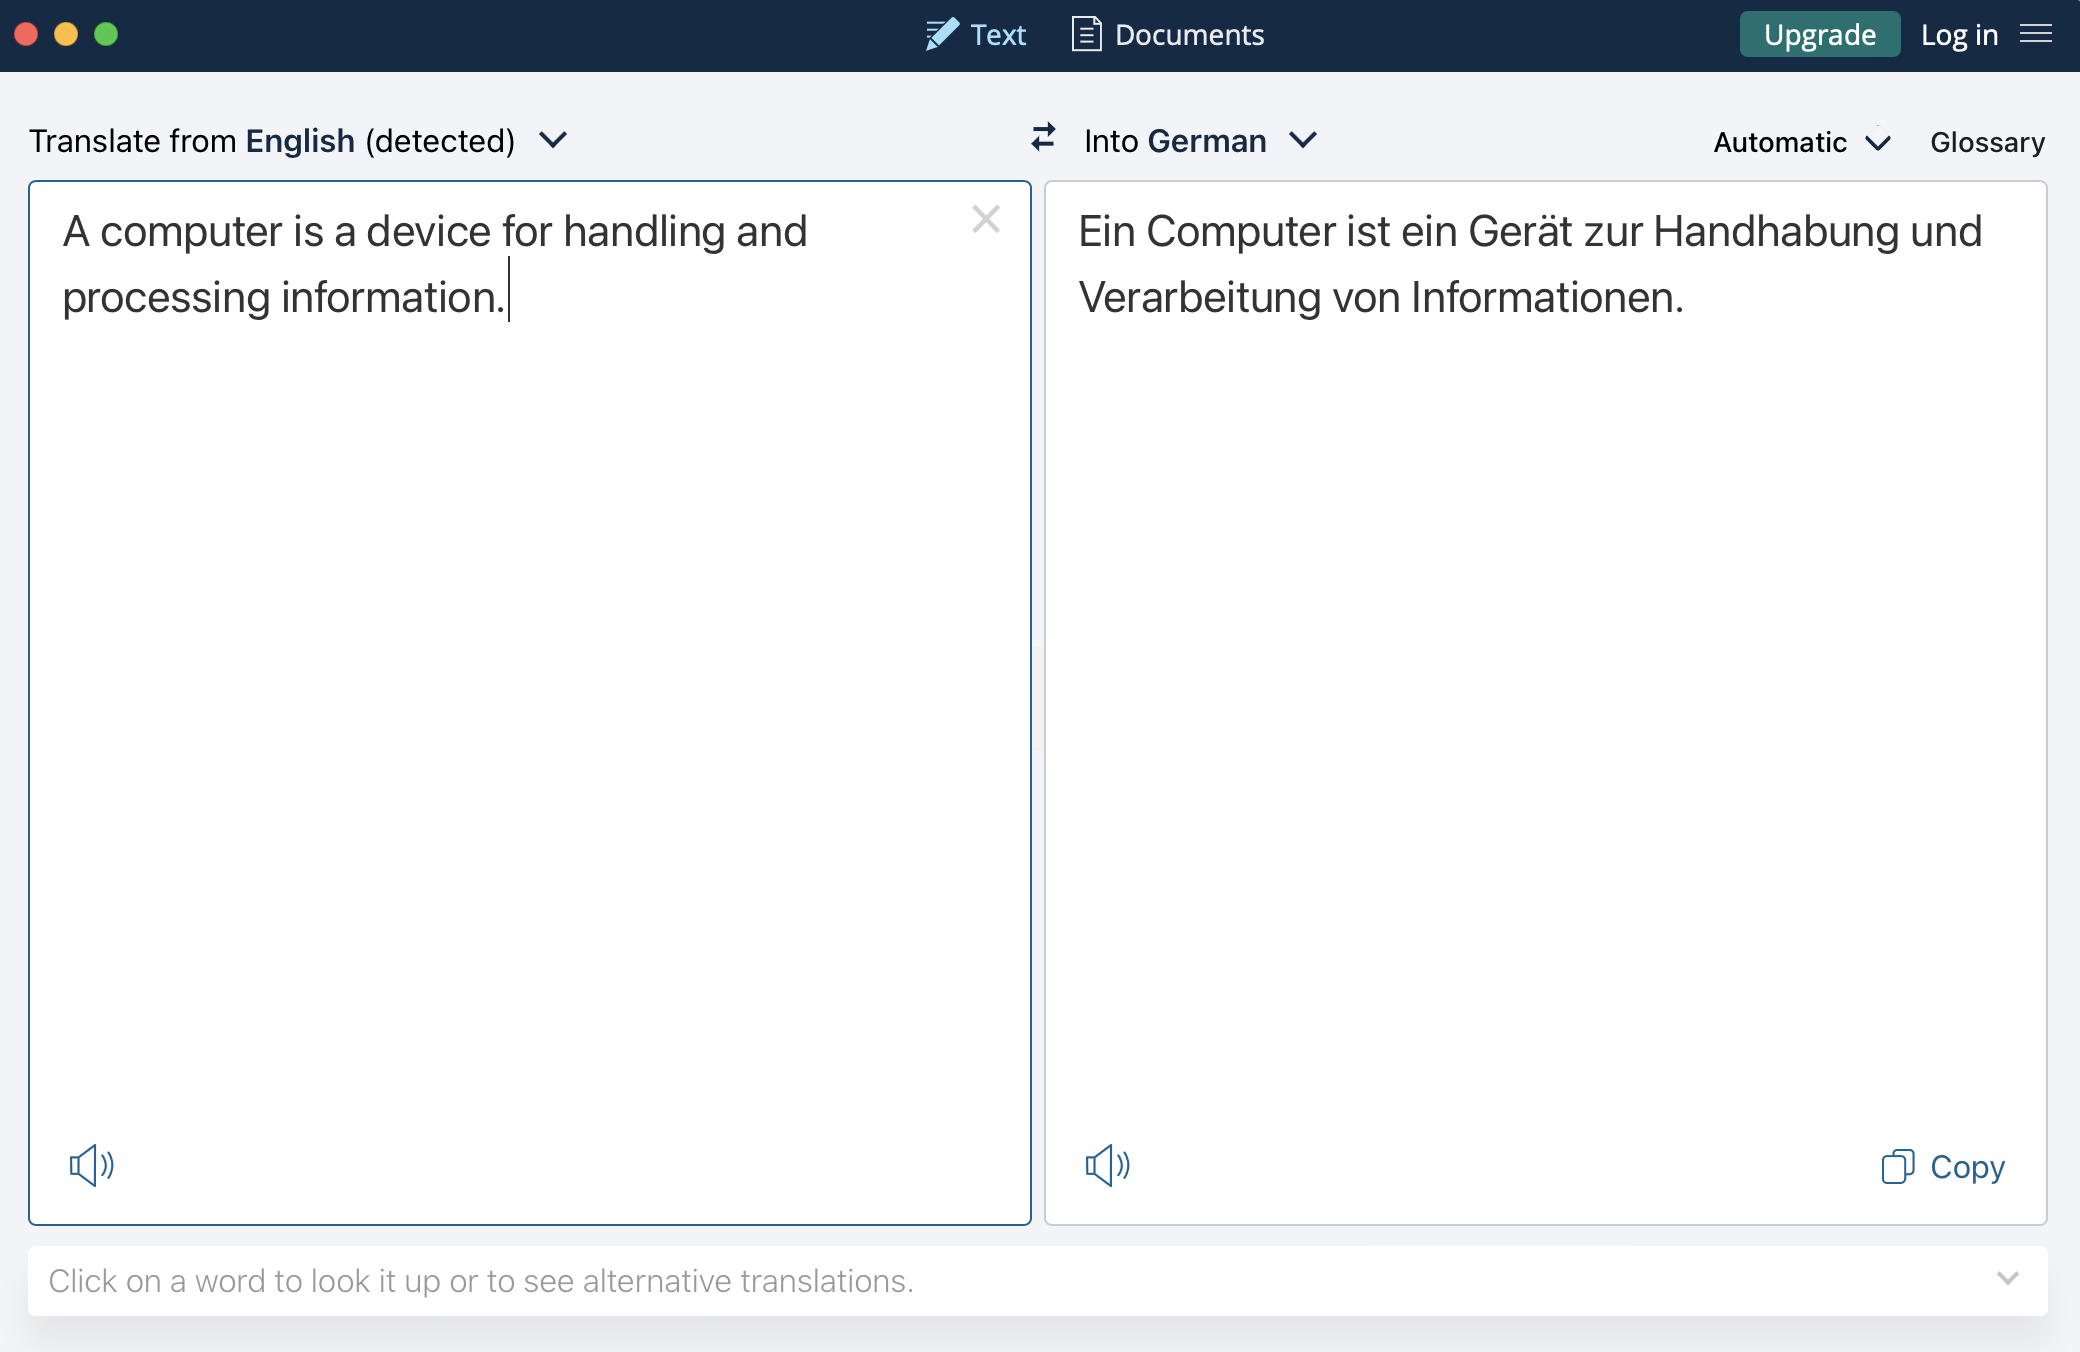 Text
Documents
Upgrade
Log in
Translate from English (detected)
Into German
Automatic
Glossary
A computer is a device for handling and
processing information.
Ein Computer ist ein Gerät zur Handhabung und
Verarbeitung von Informationen.
Copy
Click on a word to look it up or to see alternative translations.